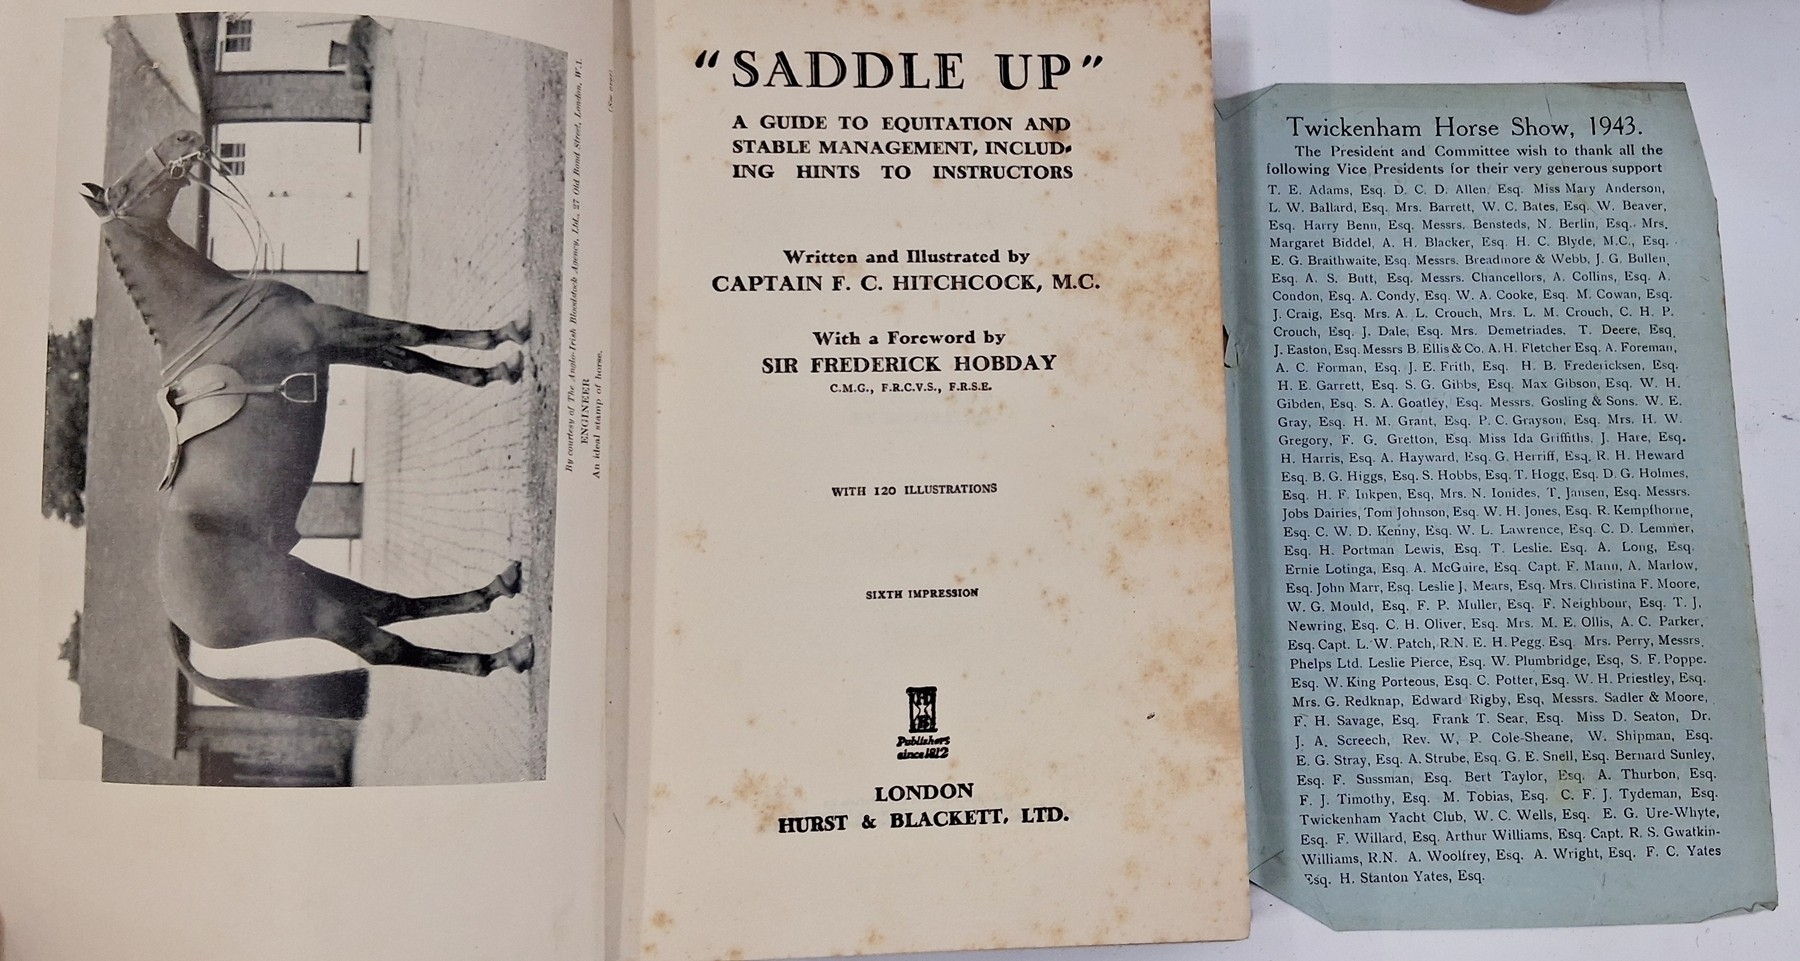 By courtesy of The Anglo-Irish Bloodstock Agency, Ltd., 27 Old Bond Street, London, W.1.
ENGINEER
An ideal stamp of horse.
"SADDLE UP"
A GUIDE TO EQUITATION AND
STABLE MANAGEMENT, INCLUD-
ING HINTS TO INSTRUCTORS
Written and Illustrated by
CAPTAIN F. C. HITCHCOCK, M.C.
With a Foreword by
SIR FREDERICK HOBDAY
C.M.G., F.R.C.V.S., F.R.S.E.
WITH 120 ILLUSTRATIONS
SIXTH IMPRESSION
H
B
Publishers
since 1812
LONDON
HURST & BLACKETT, LTD.
Twickenham Horse Show, 1943.
The President and Committee wish to thank all the
following Vice Presidents for their very generous support
T. E. Adams, Esq. D. C. D. Allen, Esq. Miss Mary Anderson,
L. W. Ballard, Esq. Mrs. Barrett, W. C. Bates, Esq. W. Beaver,
Esq. Harry Benn, Esq. Messrs. Bensteds, N. Berlin, Esq. Mrs.
Margaret Biddel, A. H. Blacker, Esq. H. C. Blyde, M.C., Esq.
E. G. Braithwaite, Esq. Messrs. Breadmore & Webb, J. G. Bullen,
Esq. A. S. Butt, Esq. Messrs. Chancellors, A. Collins, Esq. A.
Condon, Esq. A. Condy, Esq. W. A. Cooke, Esq. M. Cowan, Esq.
J. Craig, Esq. Mrs. A. L. Crouch, Mrs. L. M. Crouch, C. H. P.
Crouch, Esq. J. Dale, Esq. Mrs. Demetriades, T. Deere, Esq.
J. Easton, Esq. Messrs B. Ellis & Co. A. H. Fletcher Esq. A. Foreman,
A. C. Forman, Esq. J. E. Frith, Esq. H. B. Fredericksen, Esq.
H. E. Garrett, Esq. S. G. Gibbs, Esq. Max Gibson, Esq. W. H.
Gibden, Esq. S. A. Goatley, Esq. Messrs. Gosling & Sons. W. E.
Gray, Esq. H. M. Grant, Esq. P. C. Grayson, Esq. Mrs. H. W.
Gregory, F. G. Gretton, Esq. Miss Ida Griffiths, J. Hare, Esq.
H. Harris, Esq. A. Hayward, Esq. G. Herriff, Esq. R. H. Heward
Esq. B. G. Higgs, Esq. S. Hobbs, Esq. T. Hogg, Esq. D. G. Holmes,
Esq. H. F. Inkpen, Esq. Mrs. N. Ionides, T. Jansen, Esq. Messrs.
Jobs Dairies, Tom Johnson, Esq. W. H. Jones, Esq. R. Kempthorne,
Esq. C. W. D. Kenny, Esq. W. L. Lawrence, Esq. C. D. Lemmer,
Esq. H. Portman Lewis, Esq. T. Leslie. Esq. A. Long, Esq.
Ernie Lotinga, Esq. A. McGuire, Esq. Capt. F. Mann, A. Marlow,
Esq. John Marr, Esq. Leslie J, Mears, Esq. Mrs. Christina F. Moore,
W. G. Mould, Esq. F. P. Muller, Esq. F. Neighbour, Esq. T. J,
Newring, Esq. C. H. Oliver, Esq. Mrs. M. E. Ollis, A. C. Parker,
Esq. Capt. L. W. Patch, R.N. E. H. Pegg. Esq. Mrs. Perry, Messrs.
Phelps Ltd. Leslie Pierce, Esq. W. Plumbridge, Esq, S. F. Poppe.
Esq. W. King Porteous, Esq. C. Potter, Esq. W. H. Priestley, Esq.
Mrs. G. Redknap, Edward Rigby, Esq, Messrs. Sadler & Moore,
F. H. Savage, Esq. Frank T. Sear, Esq. Miss D. Seaton, Dr.
J. A. Screech, Rev. W, P. Cole-Sheane, W. Shipman, Esq.
E. G. Stray, Esq. A. Strube, Esq. G. E. Snell, Esq. Bernard Sunley,
Esq. F. Sussman, Esq. Bert Taylor, Esq. A. Thurbon, Esq.
F. J. Timothy, Esq. M. Tobias, Esq. C. F. J. Tydeman, Esq.
Twickenham Yacht Club, W. C. Wells, Esq. E. G. Ure-Whyte,
Esq. F. Willard, Esq. Arthur Williams, Esq. Capt. R. S. Gwatkin-
Williams, R.N. A. Woolfrey, Esq. A. Wright, Esq. F. C. Yates
Esq. H. Stanton Yates, Esq.